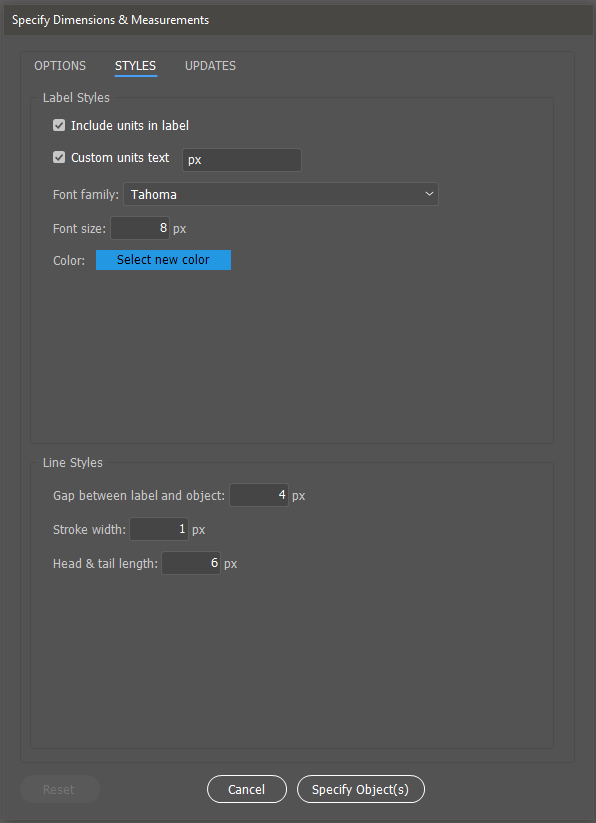 Specify Dimensions & Measurements
OPTIONS STYLES UPDATES
Label Styles
Include units in label
Custom units text px
Font family: Tahoma
Font size: 8 px
Color: Select new color
Line Styles
Gap between label and object: 4 px
Stroke width: 1 px
Head & tail length: 6 px
Reset Cancel Specify Object(s)